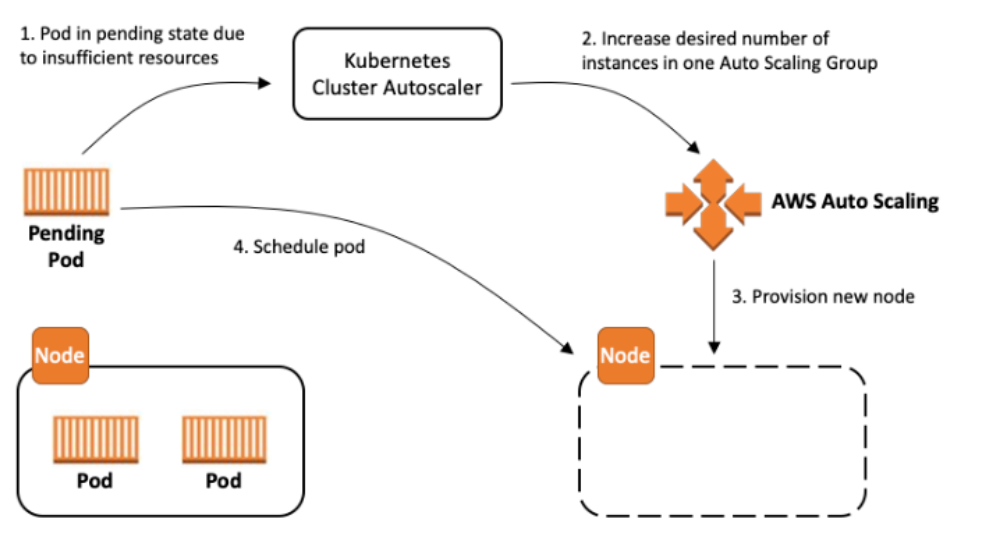 1. Pod in pending state due
to insufficient resources
Kubernetes
Cluster Autoscaler
2. Increase desired number of
instances in one Auto Scaling Group
AWS Auto Scaling
Pending
Pod
4. Schedule pod
3. Provision new node
Node
Node
Pod
Pod